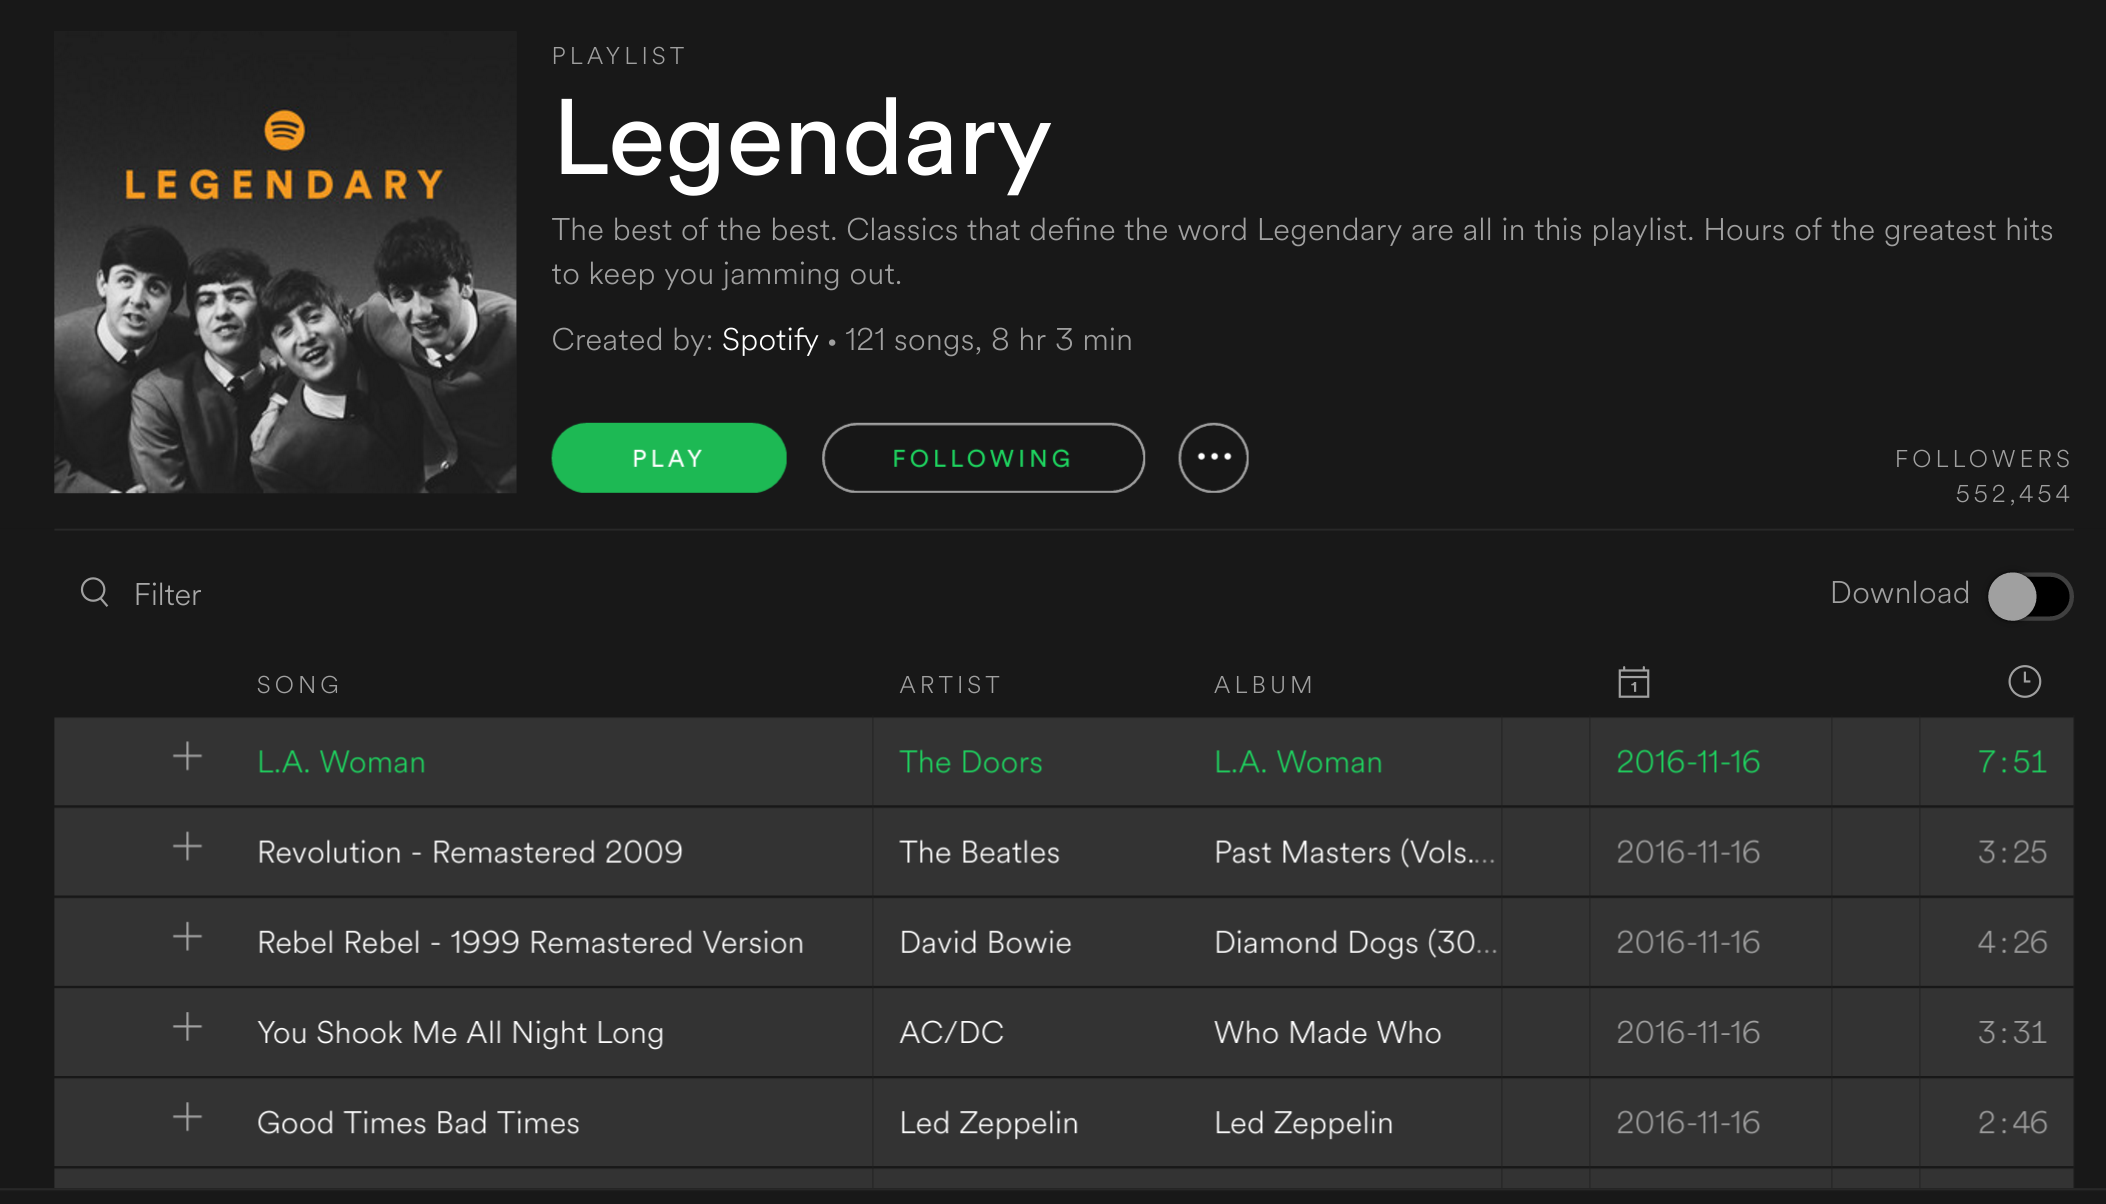 LEGENDARY
PLAYLIST
Legendary
The best of the best. Classics that define the word Legendary are all in this playlist. Hours of the greatest hits
to keep you jamming out.
Created by: Spotify • 121 songs, 8 hr 3 min
PLAY FOLLOWING
FOLLOWERS
552,454
Filter Download
SONG ARTIST ALBUM 1
L.A. Woman The Doors L.A. Woman 2016-11-16 7:51
Revolution - Remastered 2009 The Beatles Past Masters (Vols.... 2016-11-16 3:25
Rebel Rebel - 1999 Remastered Version David Bowie Diamond Dogs (30... 2016-11-16 4:26
You Shook Me All Night Long AC/DC Who Made Who 2016-11-16 3:31
Good Times Bad Times Led Zeppelin Led Zeppelin 2016-11-16 2:46